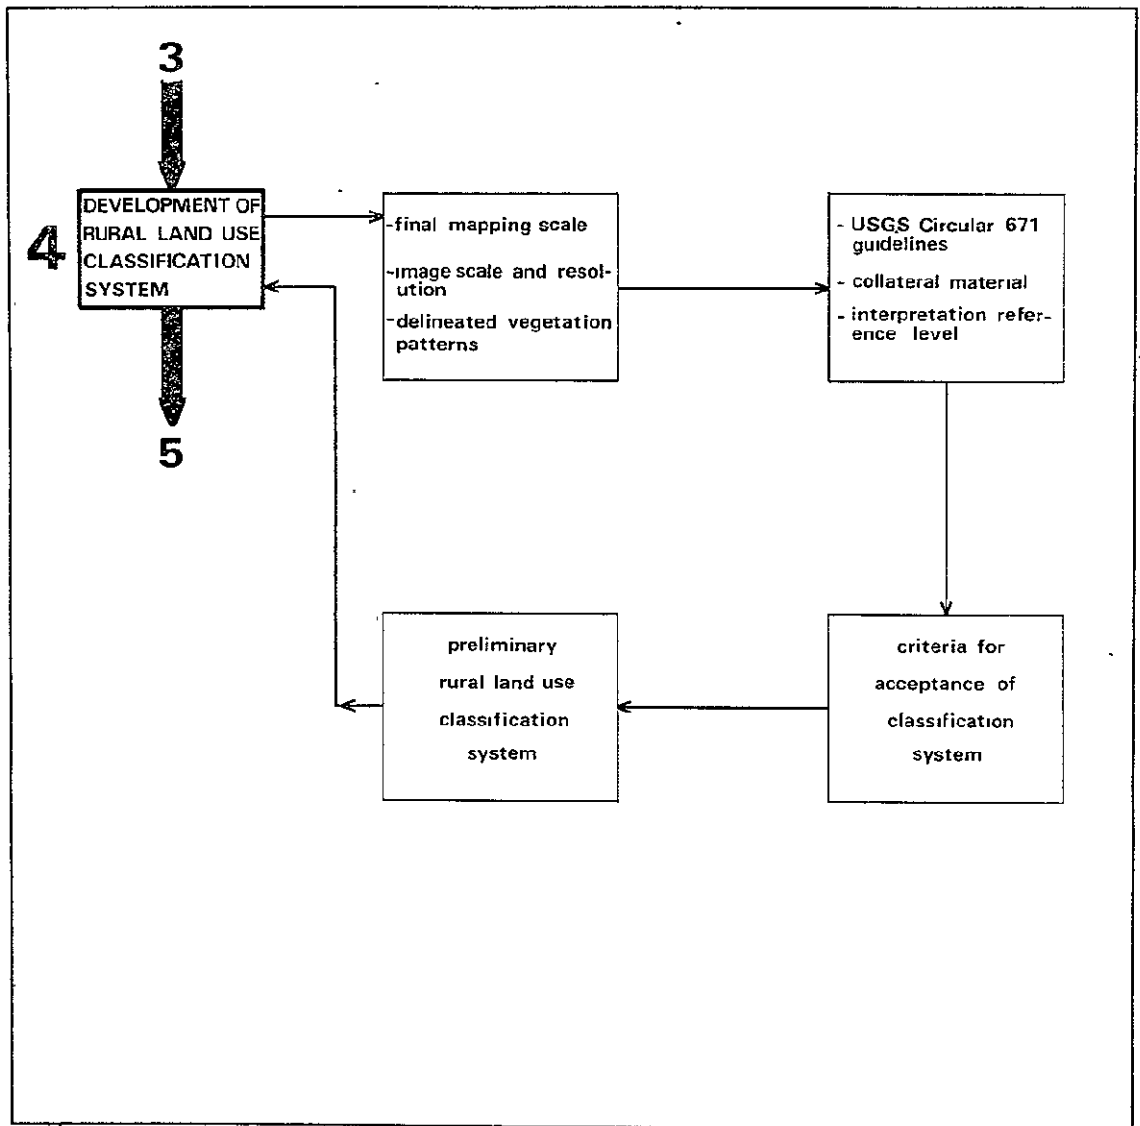 3
4
DEVELOPMENT OF
RURAL LAND USE
CLASSIFICATION
SYSTEM
5
-final mapping scale
-image scale and resol-
ution
-delineated vegetation
patterns
- USGS Circular 671
guidelines
- collateral material
- interpretation refer-
ence level
criteria for
acceptance of
classification
system
preliminary
rural land use
classification
system